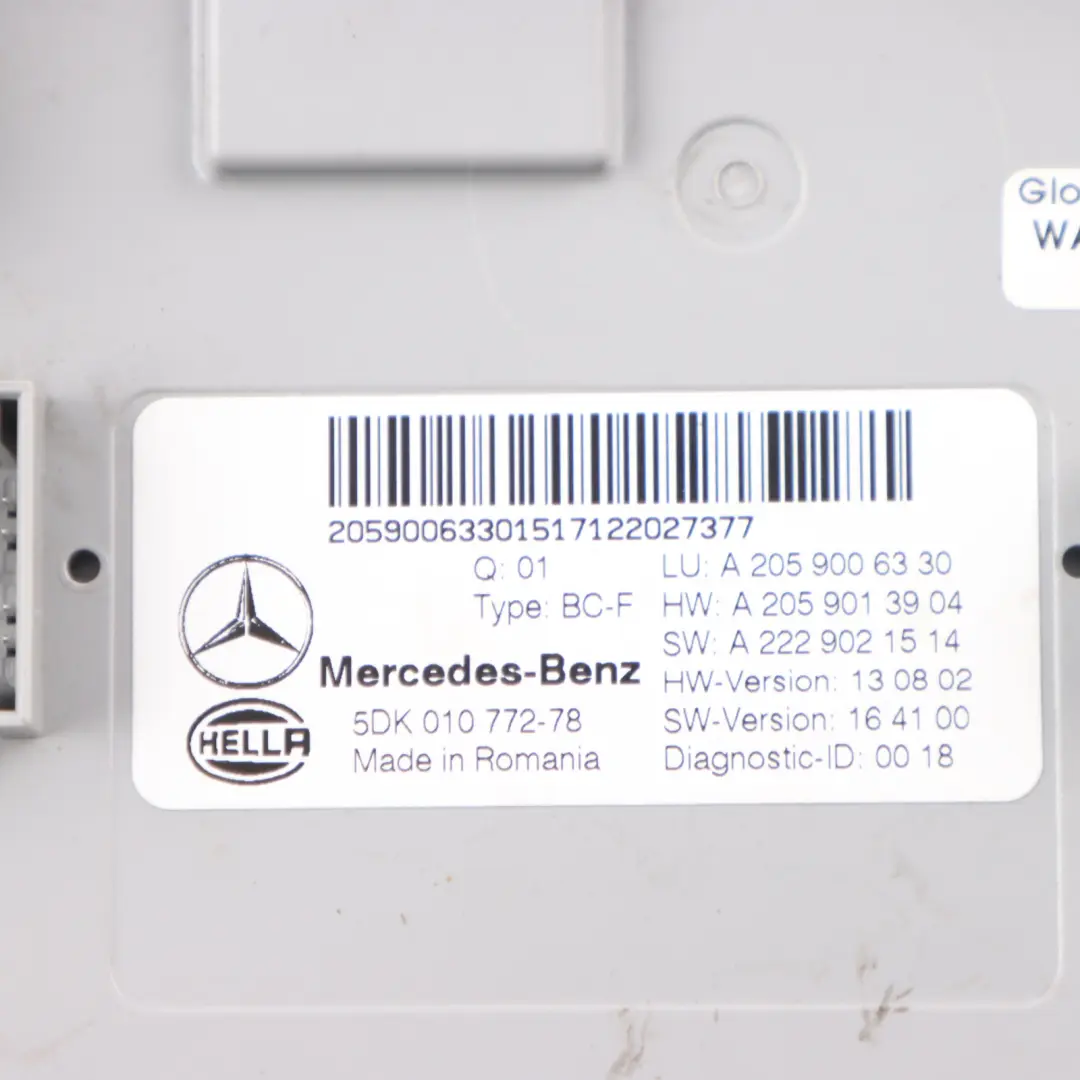 Glo
WA
2059006330151712202​7377
Q: 01
Type: BC-F
LU: A 205 900 63 30
HW: A 205 901 39 04
SW: A 222 902 15 14
HW-Version: 13 08 02
SW-Version: 16 41 00
Diagnostic-ID: 00 18
Mercedes-Benz
5DK 010 772-78
Made in Romania
HELLA